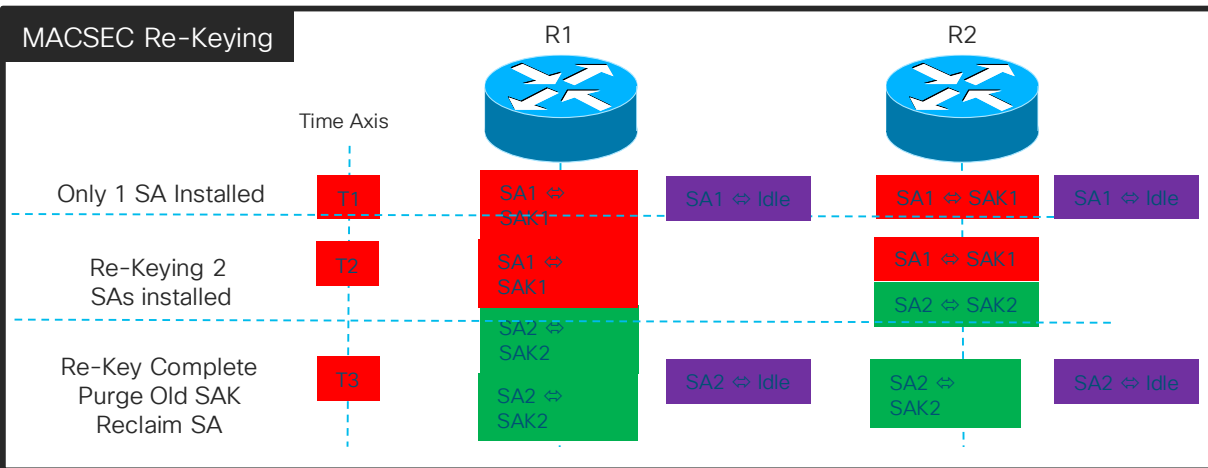 MACSEC Re-Keying
R1
R2
Time Axis
Only 1 SA Installed
T1
SA1 ⇔
SAK1
SA1 ⇔ Idle
SA1 ⇔ SAK1
SA1 ⇔ Idle
Re-Keying 2
SAs installed
T2
SA1 ⇔
SAK1
SA1 ⇔ SAK1
SA2 ⇔
SAK2
SA2 ⇔ SAK2
Re-Key Complete
Purge Old SAK
Reclaim SA
T3
SA2 ⇔
SAK2
SA2 ⇔ Idle
SA2 ⇔
SAK2
SA2 ⇔ Idle